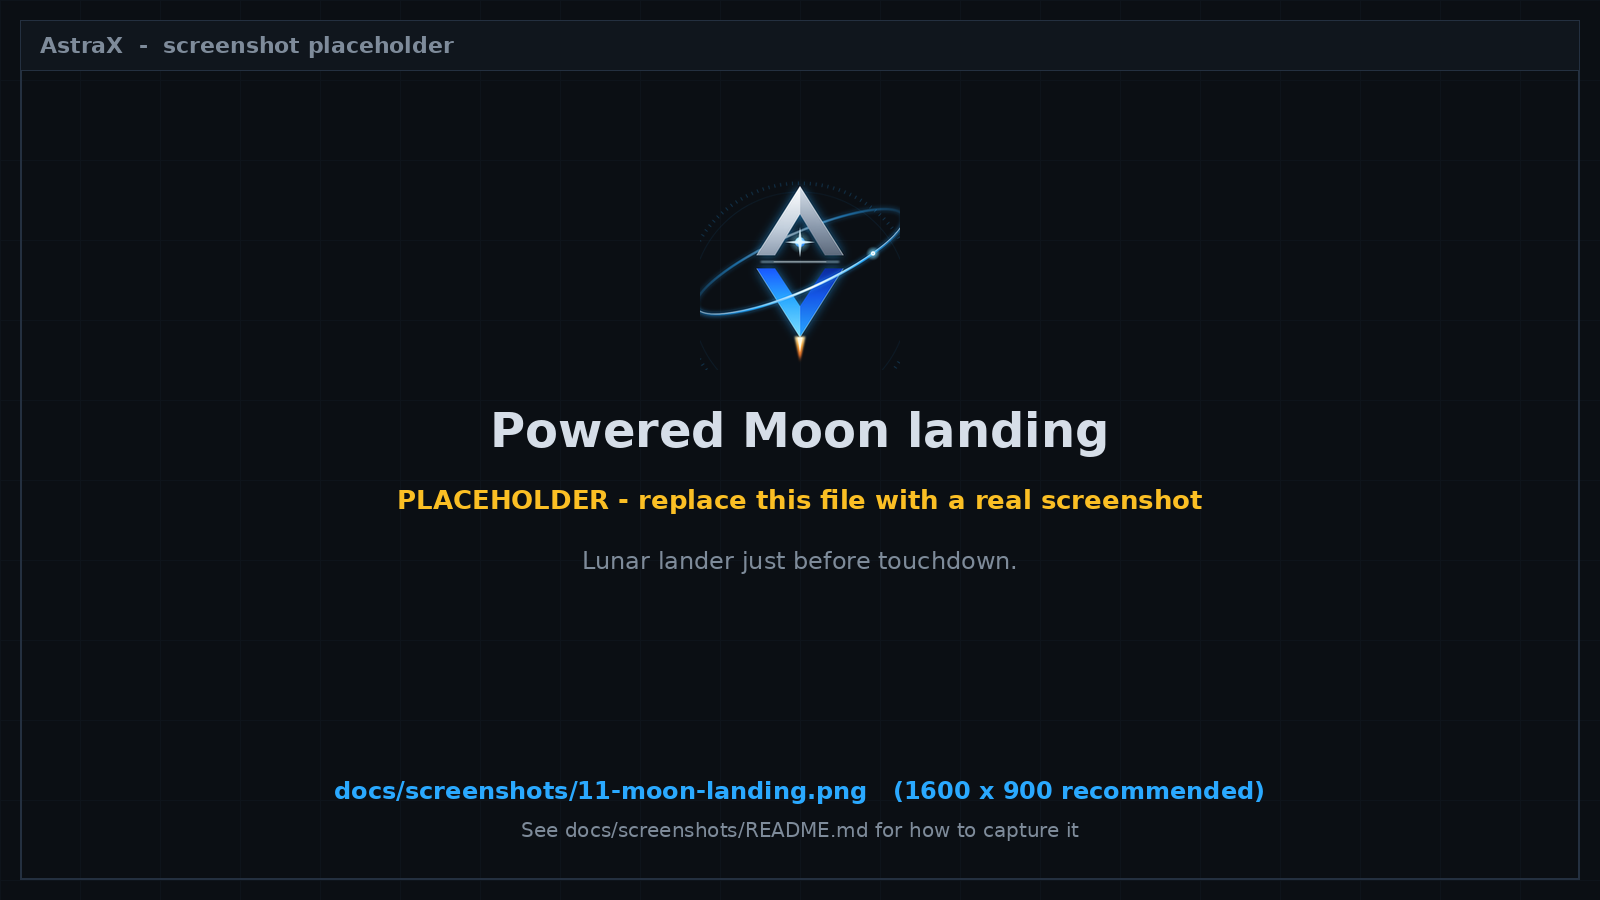 AstraX - screenshot placeholder
Powered Moon landing
PLACEHOLDER - replace this file with a real screenshot
Lunar lander just before touchdown.
docs/screenshots/11-moon-landing.png (1600 x 900 recommended)
See docs/screenshots/README.md for how to capture it